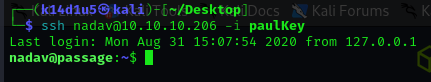 (k1d1u5㉿kali)-[~/Desktop]
$ ssh nadav@10.10.10.206 -i paulKey
Last login: Mon Aug 31 15:07:54 2020 from 127.0.0.1
nadav@passage:~$